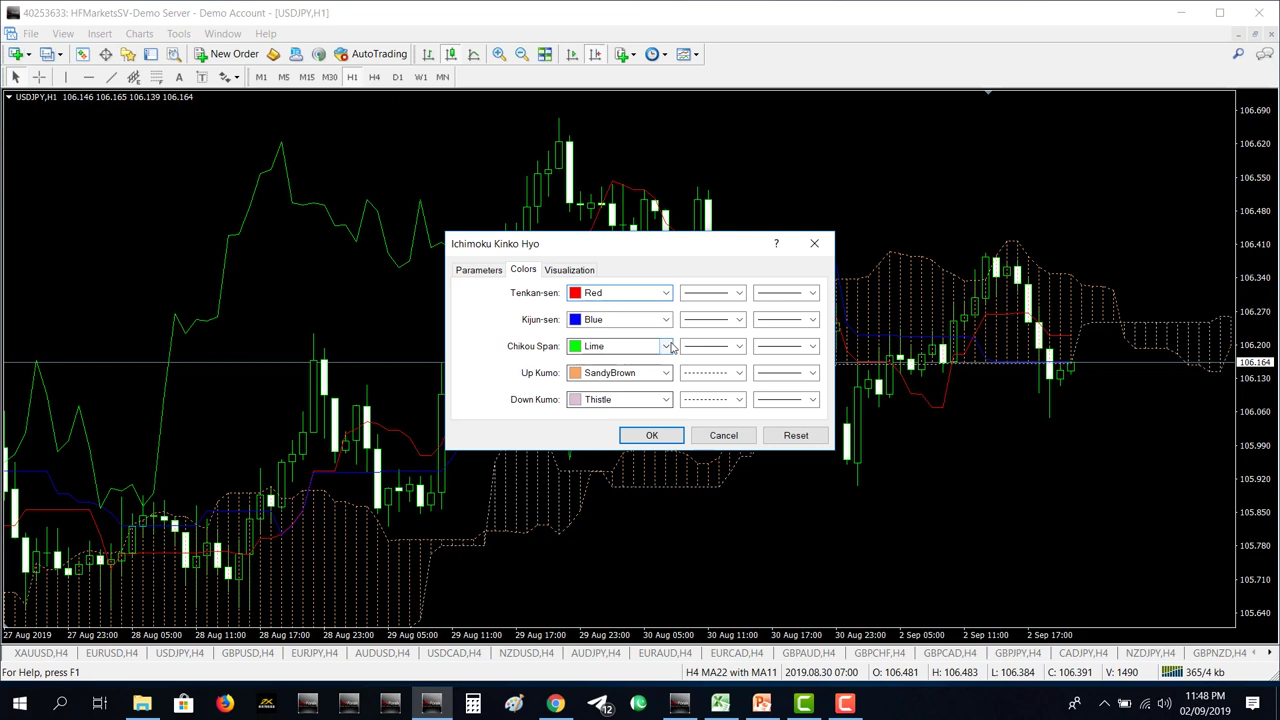 40253633: HFMarketsSV-Demo Server - Demo Account - [USDJPY,H1]
File View Insert Charts Tools Window Help
New Order AutoTrading
A T M1 M5 M15 M30 H1 H4 D1 W1 MN
USDJPY,H1 106.146 106.165 106.139 106.164
106.690
106.620
106.550
106.480
106.410
106.340
106.270
106.200
106.164
106.130
106.060
105.990
105.920
105.850
105.780
105.710
105.640
Ichimoku Kinko Hyo ?
Parameters Colors Visualization
Tenkan-sen: Red
Kijun-sen: Blue
Chikou Span: Lime
Up Kumo: SandyBrown
Down Kumo: Thistle
OK Cancel Reset
27 Aug 2019 27 Aug 23:00 28 Aug 05:00 28 Aug 11:00 28 Aug 17:00 28 Aug 23:00 29 Aug 05:00 29 Aug 11:00 29 Aug 17:00 29 Aug 23:00 30 Aug 05:00 30 Aug 11:00 30 Aug 17:00 30 Aug 23:00 2 Sep 05:00 2 Sep 11:00 2 Sep 17:00
XAUUSD,H4 EURUSD,H4 USDJPY,H4 GBPUSD,H4 EURJPY,H4 AUDUSD,H4 USDCAD,H4 NZDUSD,H4 AUDJPY,H4 EURAUD,H4 EURCAD,H4 GBPAUD,H4 GBPCHF,H4 GBPCAD,H4 GBPJPY,H4 CADJPY,H4 NZDJPY,H4 GBPNZD,H4
For Help, press F1 H4 MA22 with MA11 2019.08.30 07:00 O: 106.481 H: 106.483 L: 106.384 C: 106.391 V: 1490 365/4 kb
12
11:48 PM
02/09/2019